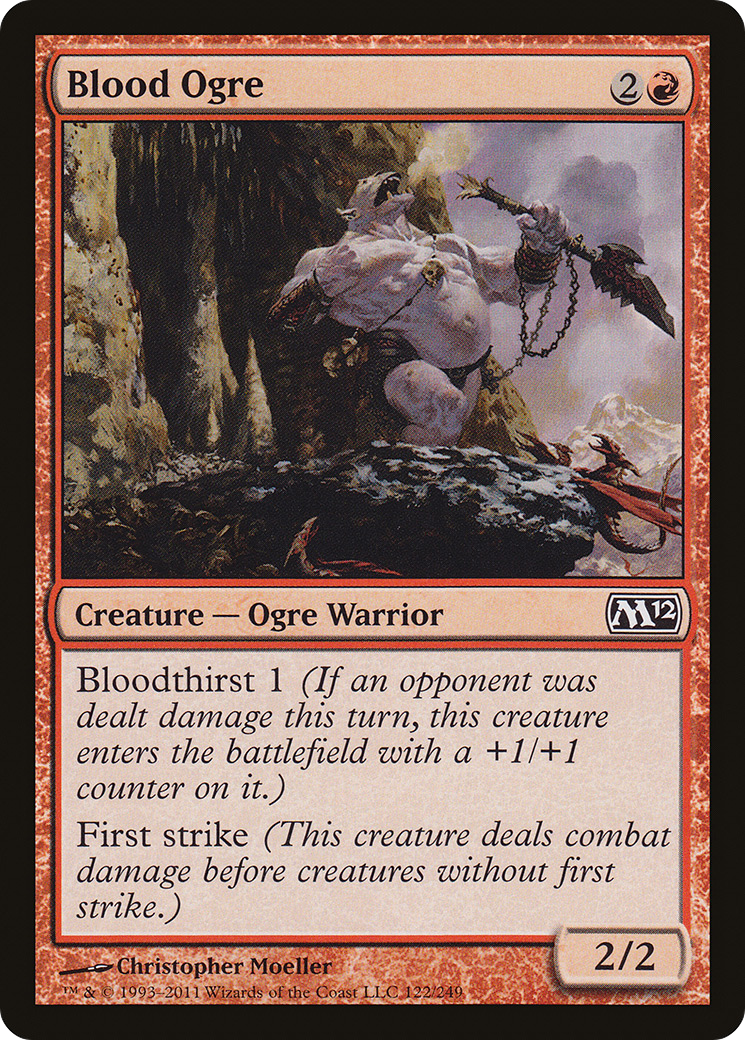 Blood Ogre 2
Creature — Ogre Warrior M12
Bloodthirst 1 (If an opponent was
dealt damage this turn, this creature
enters the battlefield with a +1/+1
counter on it.)
First strike (This creature deals combat
damage before creatures without first
strike.)
2/2
Christopher Moeller
™ & © 1993–2011 Wizards of the Coast LLC 122/249